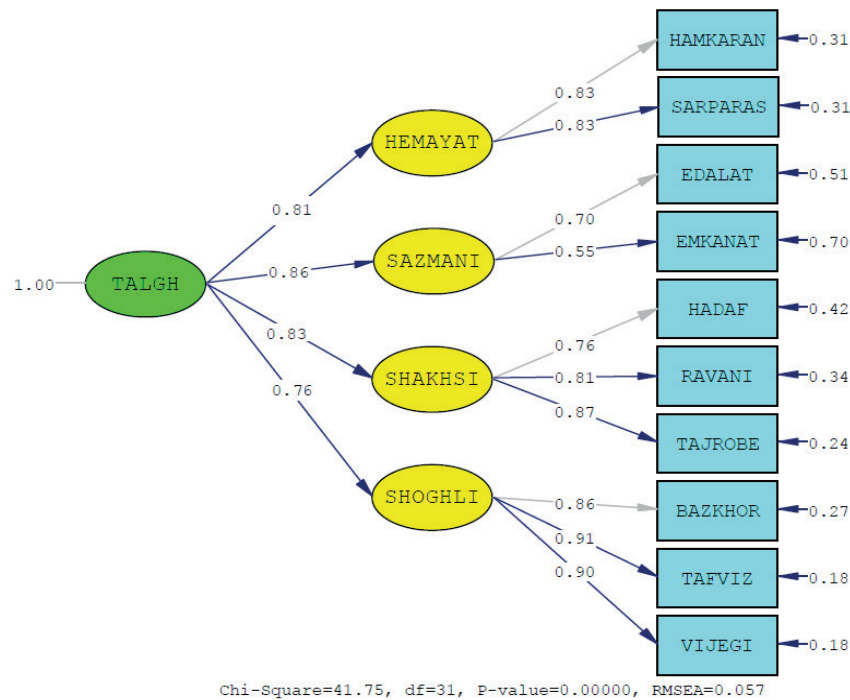 HAMKARAN
0.31
0.83
SARPARAS
0.31
0.83
HEMAYAT
EDALAT
0.51
0.81
0.70
EMKANAT
0.70
0.55
SAZMANI
0.86
1.00
TALGH
HADAF
0.42
0.76
0.83
SHAKHSI
0.81
RAVANI
0.34
0.87
TAJROBE
0.24
0.76
SHOGHLI
0.86
BAZKHOR
0.27
0.91
TAFVIZ
0.18
0.90
VIJEGI
0.18
Chi-Square=41.75, df=31, P-value=0.00000, RMSEA=0.057